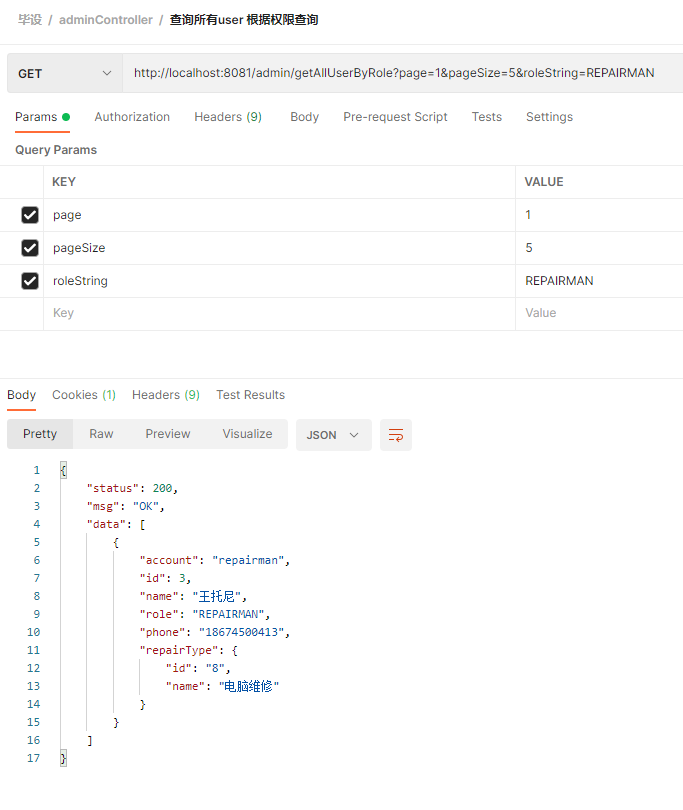 毕设 / adminController / 查询所有user 根据权限查询
GET http://localhost:8081/admin/getAllUserByRole?page=1&pageSize=5&roleString=REPAIRMAN
Params Authorization Headers (9) Body Pre-request Script Tests Settings
Query Params
KEY VALUE
page 1
pageSize 5
roleString REPAIRMAN
Key Value
Body Cookies (1) Headers (9) Test Results
Pretty Raw Preview Visualize JSON
1 {
2 "status": 200,
3 "msg": "OK",
4 "data": [
5 {
6 "account": "repairman",
7 "id": 3,
8 "name": "王托尼",
9 "role": "REPAIRMAN",
10 "phone": "18674500413",
11 "repairType": {
12 "id": "8",
13 "name": "电脑维修"
14 }
15 }
16 ]
17 }